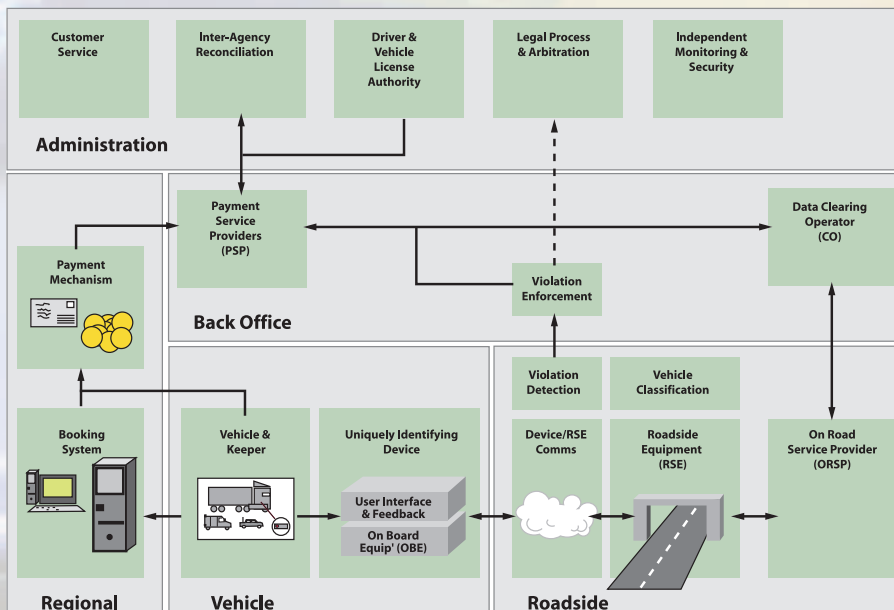 Customer
Service
Inter-Agency
Reconciliation
Driver &
Vehicle
License
Authority
Legal Process
& Arbitration
Independent
Monitoring &
Security
Administration
Payment
Service
Providers
(PSP)
Data Clearing
Operator
(CO)
Payment
Mechanism
Violation
Enforcement
Back Office
Violation
Detection
Vehicle
Classification
Booking
System
Vehicle &
Keeper
Uniquely Identifying
Device
Device/RSE
Comms
Roadside
Equipment
(RSE)
On Road
Service Provider
(ORSP)
User Interface
& Feedback
On Board
Equip' (OBE)
Regional
Vehicle
Roadside